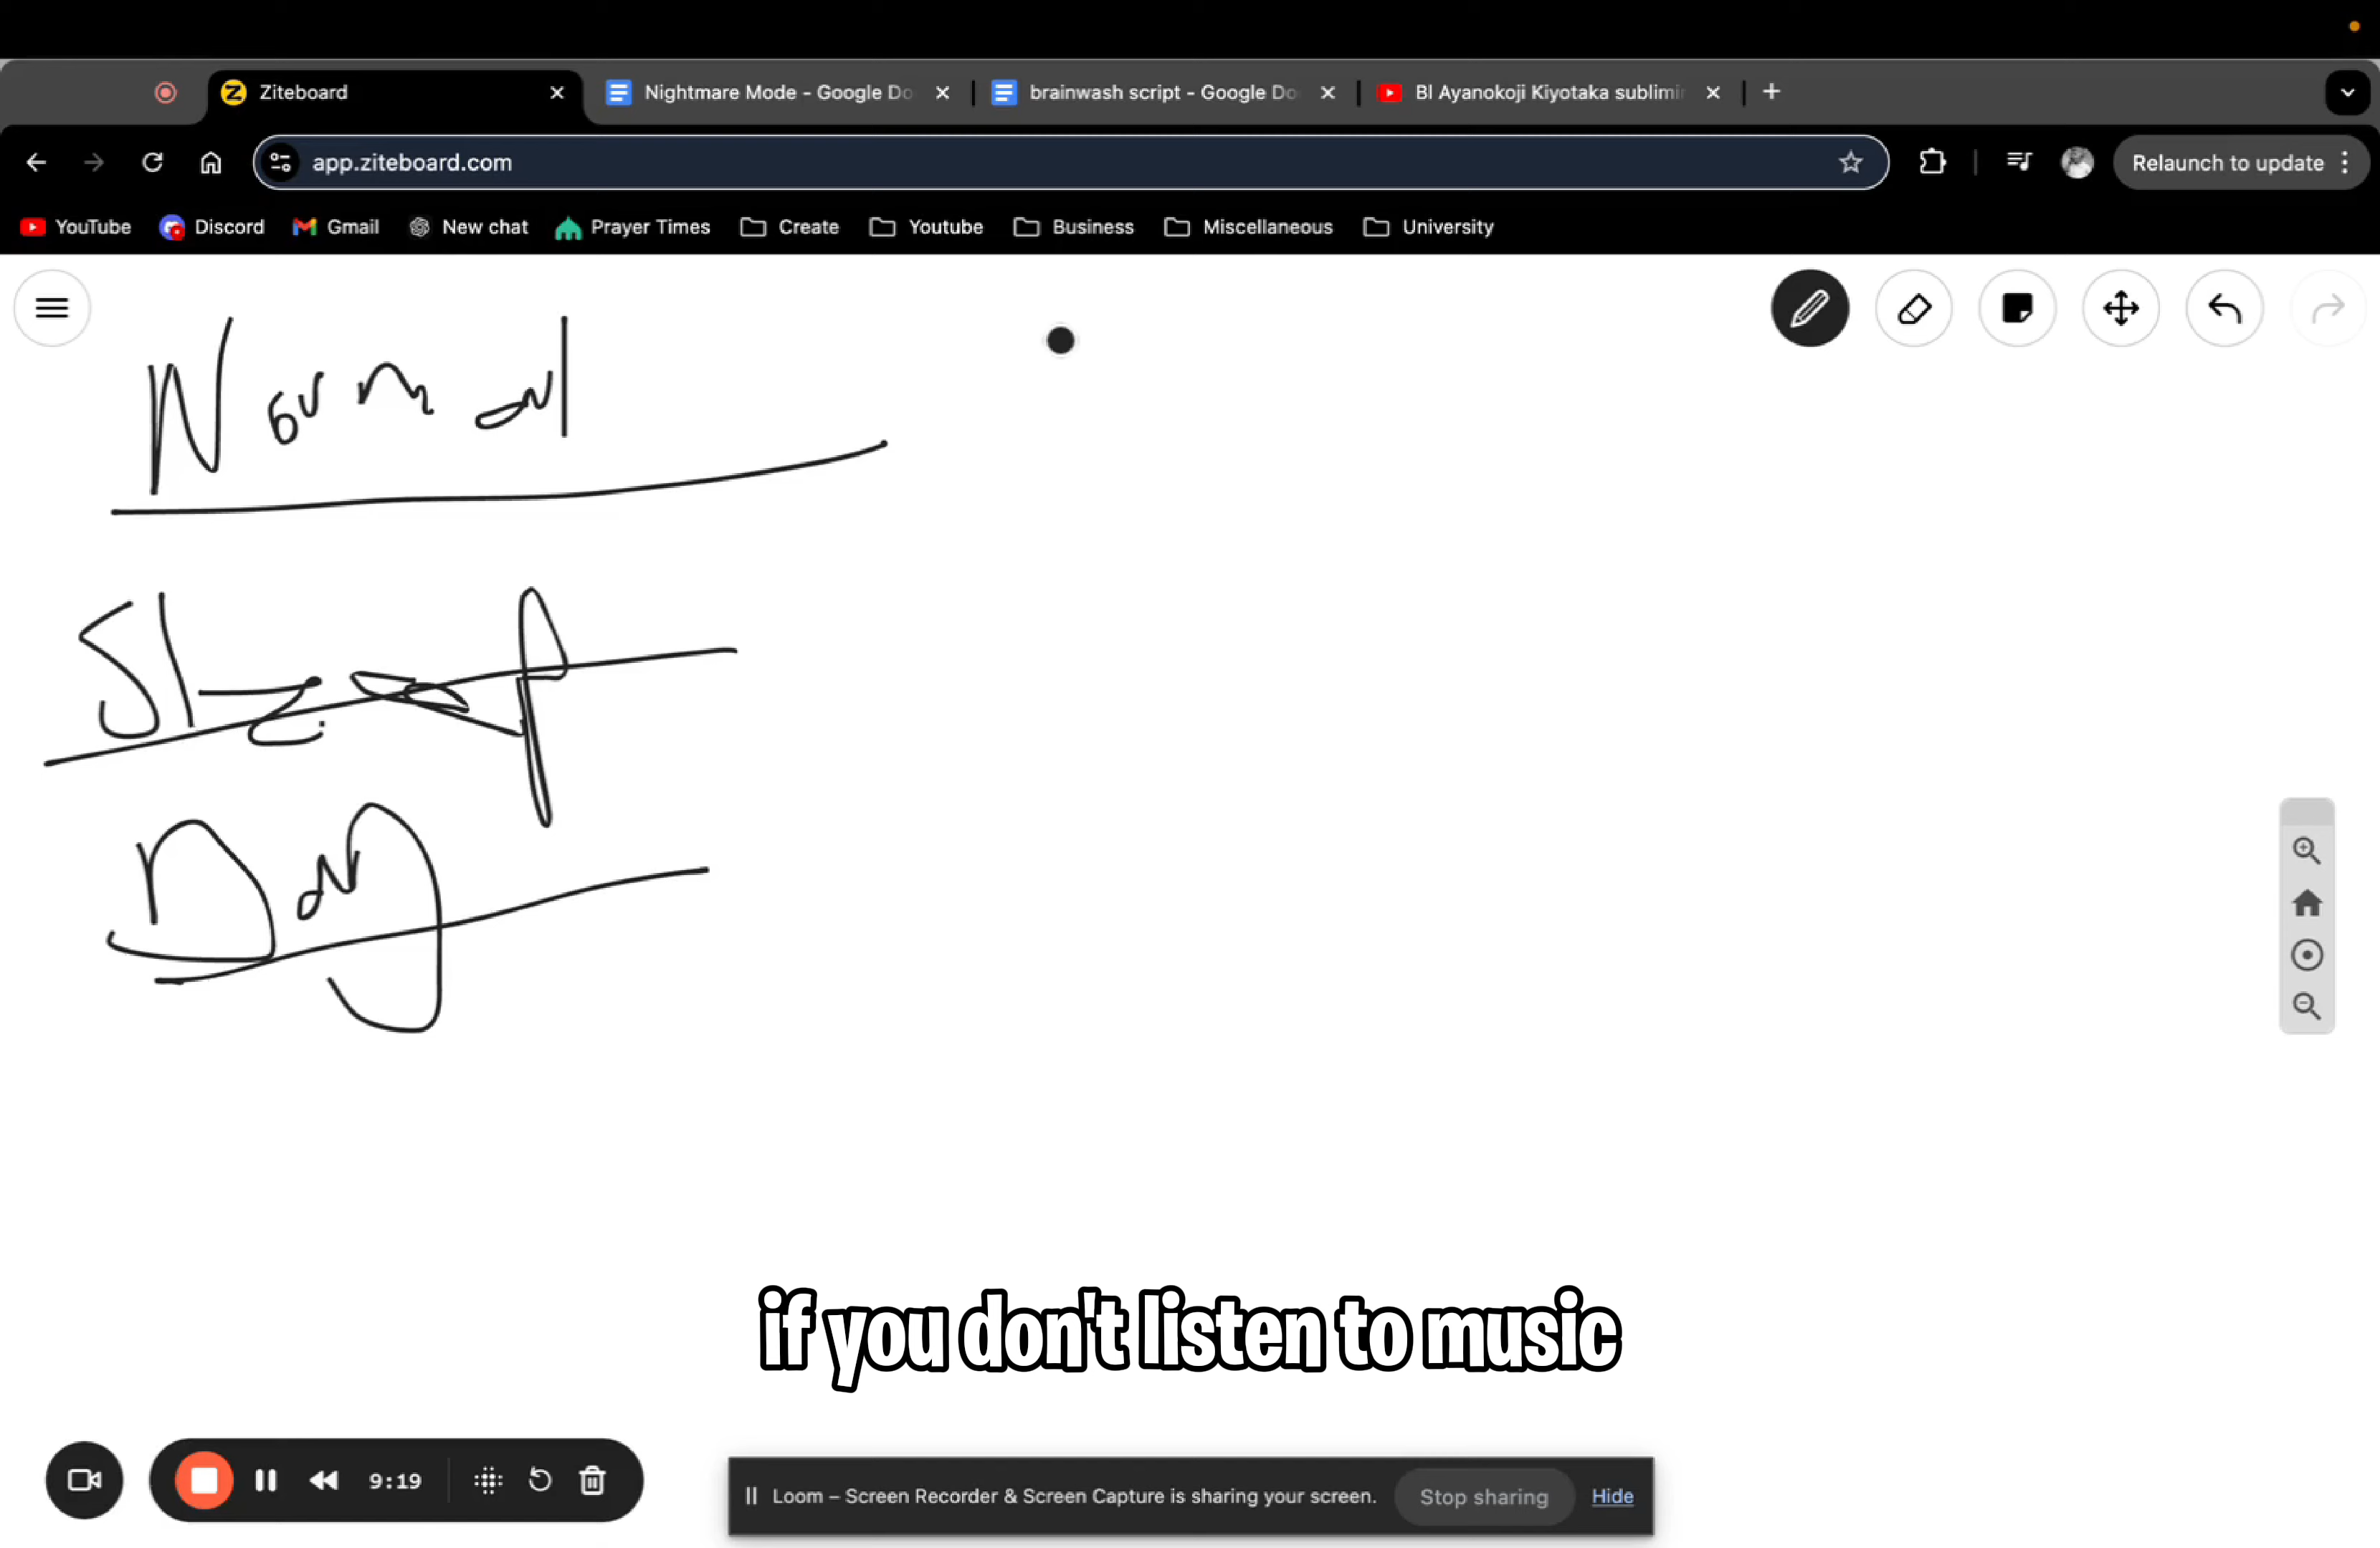 Ziteboard
Nightmare Mode - Google Do
brainwash script - Google Do
BI Ayanokoji Kiyotaka sublimin
app.ziteboard.com
Relaunch to update
YouTube Discord Gmail New chat Prayer Times Create Youtube Business Miscellaneous University
Normal
Sleep
Day
if you don't listen to music
9:19
Loom – Screen Recorder & Screen Capture is sharing your screen. Stop sharing Hide